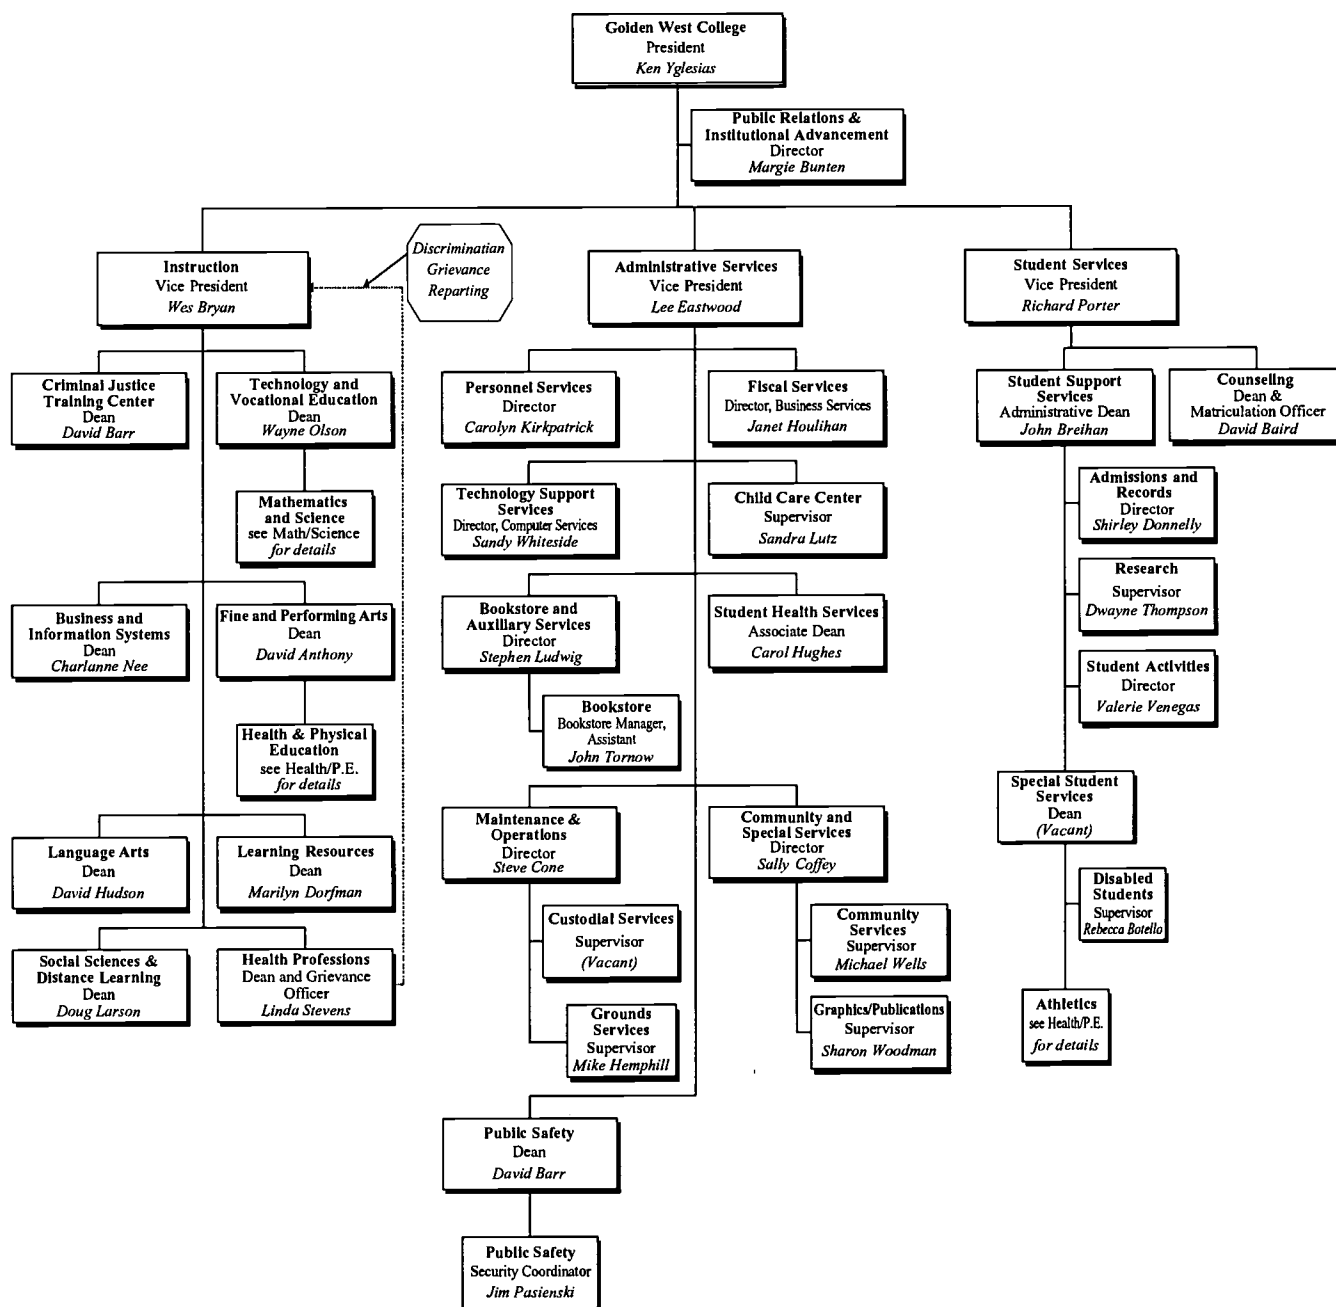 Golden West College
President
Ken Yglesias
Public Relations &
Institutional Advancement
Director
Margie Bunten
Discriminatian
Grievance
Reparting
Instruction
Vice President
Wes Bryan
Administrative Services
Vice President
Lee Eastwood
Student Services
Vice President
Richard Porter
Criminal Justice
Training Center
Dean
David Barr
Technology and
Vocational Education
Dean
Wayne Olson
Mathematics
and Science
see Math/Science
for details
Business and
Information Systems
Dean
Charlanne Nee
Fine and Performing Arts
Dean
David Anthony
Health & Physical
Education
see Health/P.E.
for details
Language Arts
Dean
David Hudson
Learning Resources
Dean
Marilyn Dorfman
Social Sciences &
Distance Learning
Dean
Doug Larson
Health Professions
Dean and Grievance
Officer
Linda Stevens
Personnel Services
Director
Carolyn Kirkpatrick
Fiscal Services
Director, Business Services
Janet Houlihan
Technology Support
Services
Director, Computer Services
Sandy Whiteside
Child Care Center
Supervisor
Sandra Lutz
Bookstore and
Auxillary Services
Director
Stephen Ludwig
Student Health Services
Associate Dean
Carol Hughes
Bookstore
Bookstore Manager,
Assistant
John Tornow
Maintenance &
Operations
Director
Steve Cone
Community and
Special Services
Director
Sally Coffey
Custodial Services
Supervisor
(Vacant)
Grounds
Services
Supervisor
Mike Hemphill
Community
Services
Supervisor
Michael Wells
Graphics/Publications
Supervisor
Sharon Woodman
Public Safety
Dean
David Barr
Public Safety
Security Coordinator
Jim Pasienski
Student Support
Services
Administrative Dean
John Breihan
Counseling
Dean &
Matriculation Officer
David Baird
Admissions and
Records
Director
Shirley Donnelly
Research
Supervisor
Dwayne Thompson
Student Activities
Director
Valerie Venegas
Special Student
Services
Dean
(Vacant)
Disabled
Students
Supervisor
Rebecca Botello
Athletics
see Health/P.E.
for details